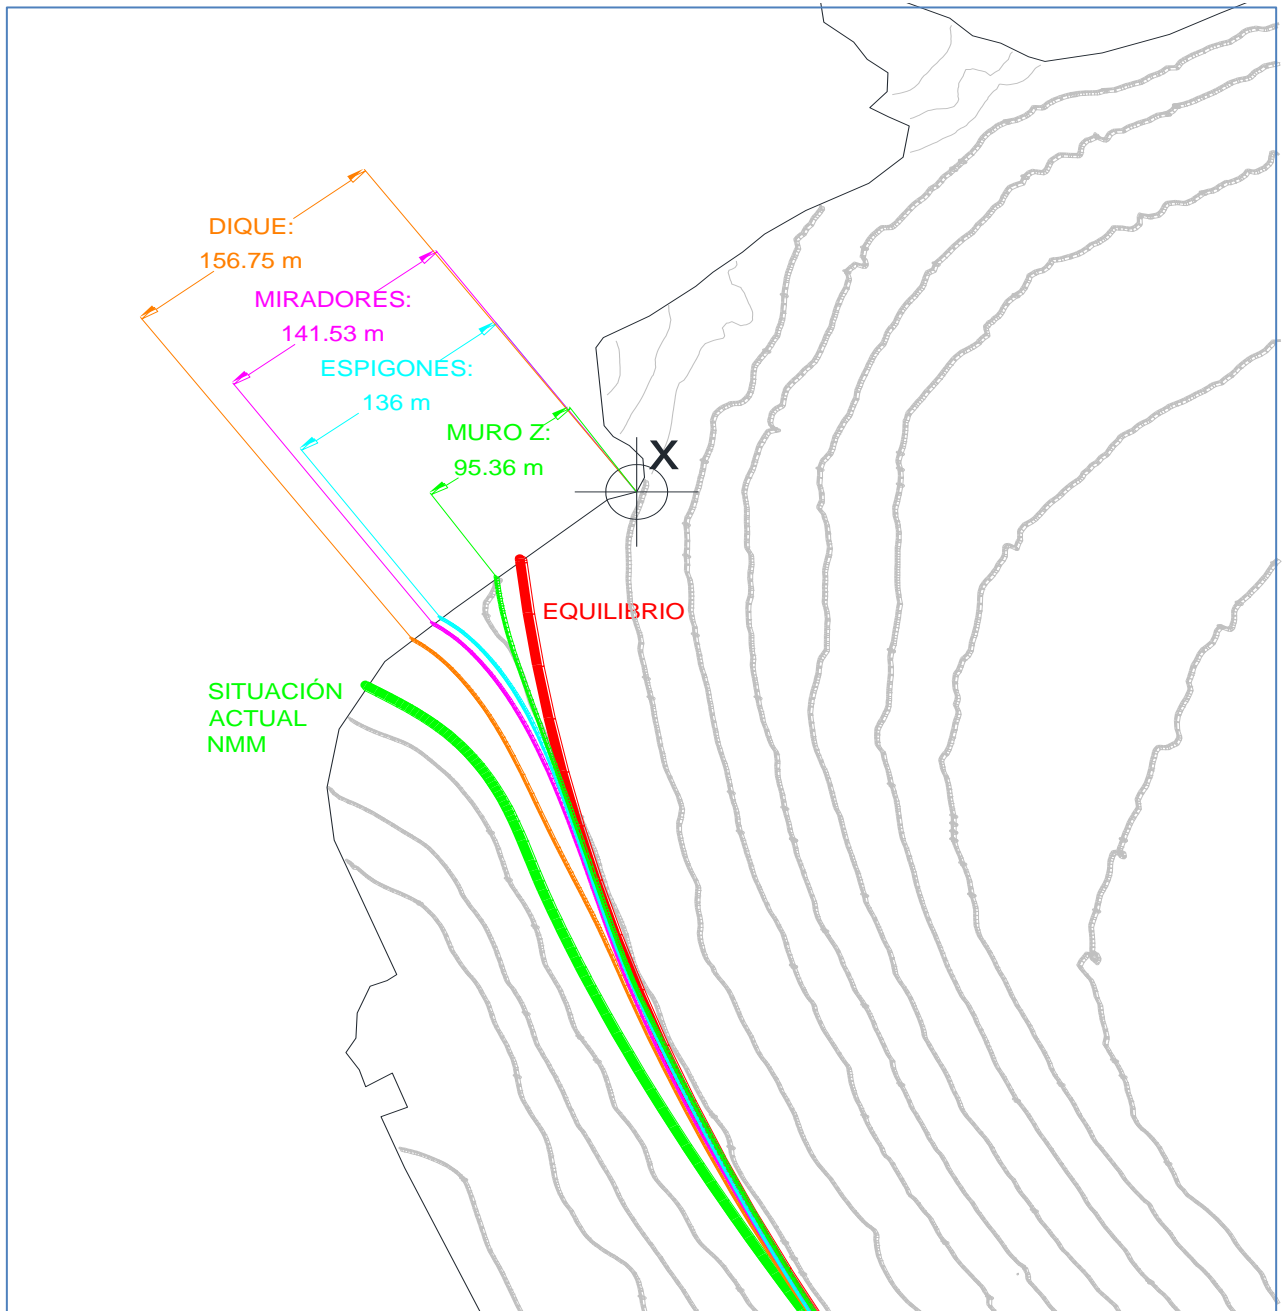 DIQUE:
156.75 m
MIRADORES:
141.53 m
ESPIGONES:
136 m
MURO Z:
95.36 m
X
EQUILIBRIO
SITUACIÓN
ACTUAL
NMM